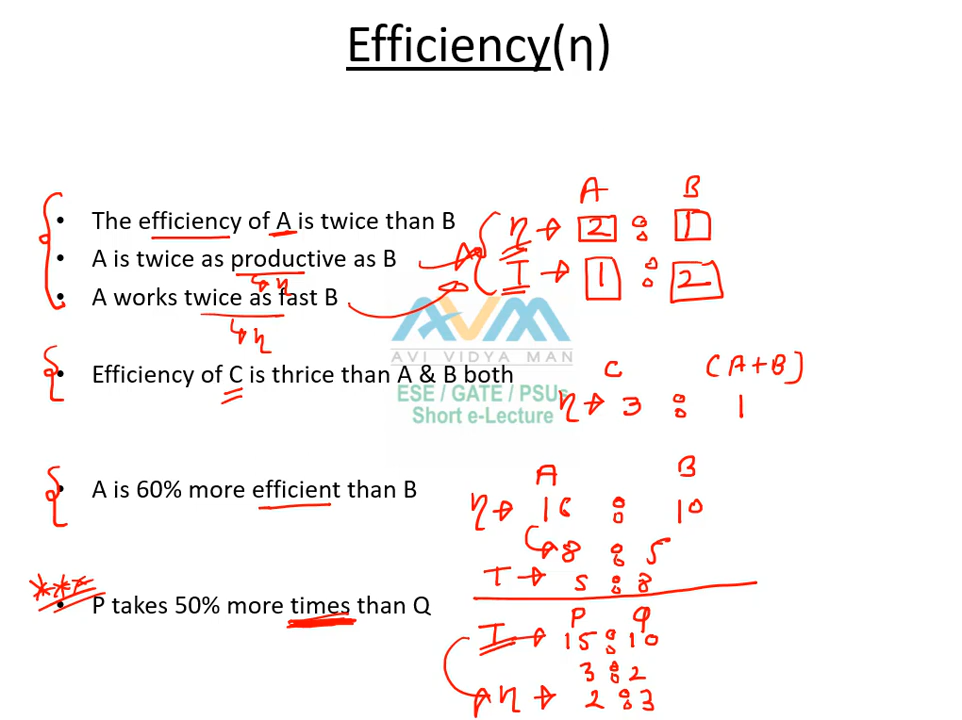 Efficiency(η)
A B
• The efficiency of A is twice than B η → 2 : 1
• A is twice as productive as B T → 1 : 2
↳ η
• A works twice as fast B
↳ η
AVM
AVI VIDYA MAN
• Efficiency of C is thrice than A & B both C (A+B)
ESE / GATE / PSUs η → 3 : 1
Short e-Lecture
A B
• A is 60% more efficient than B η → 16 : 10
→ 8 : 5
T → 5 : 8
*** • P takes 50% more times than Q P Q
T → 15 : 10
3 : 2
η → 2 : 3